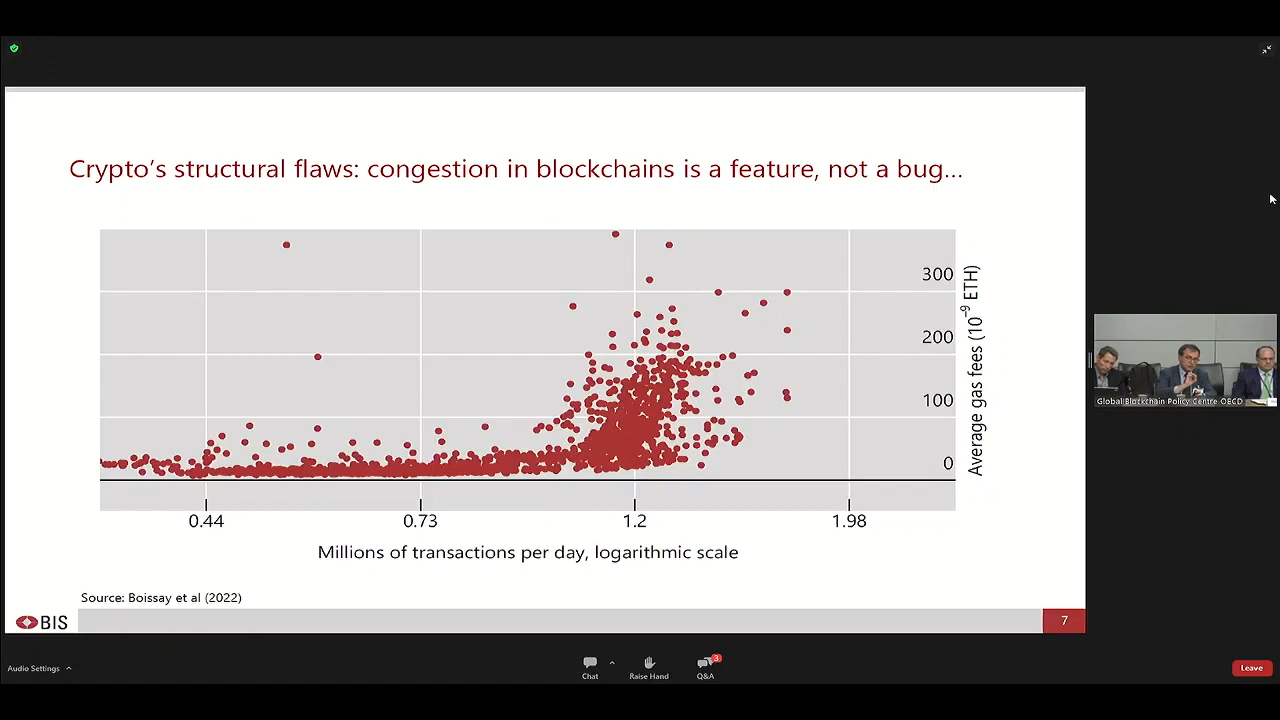 Crypto’s structural flaws: congestion in blockchains is a feature, not a bug…
300
200
100
0
Average gas fees (10⁻⁹ ETH)
0.44 0.73 1.2 1.98
Millions of transactions per day, logarithmic scale
Source: Boissay et al (2022)
BIS
7
Global Blockchain Policy Centre OECD
Audio Settings
Chat
Raise Hand
3
Q&A
Leave